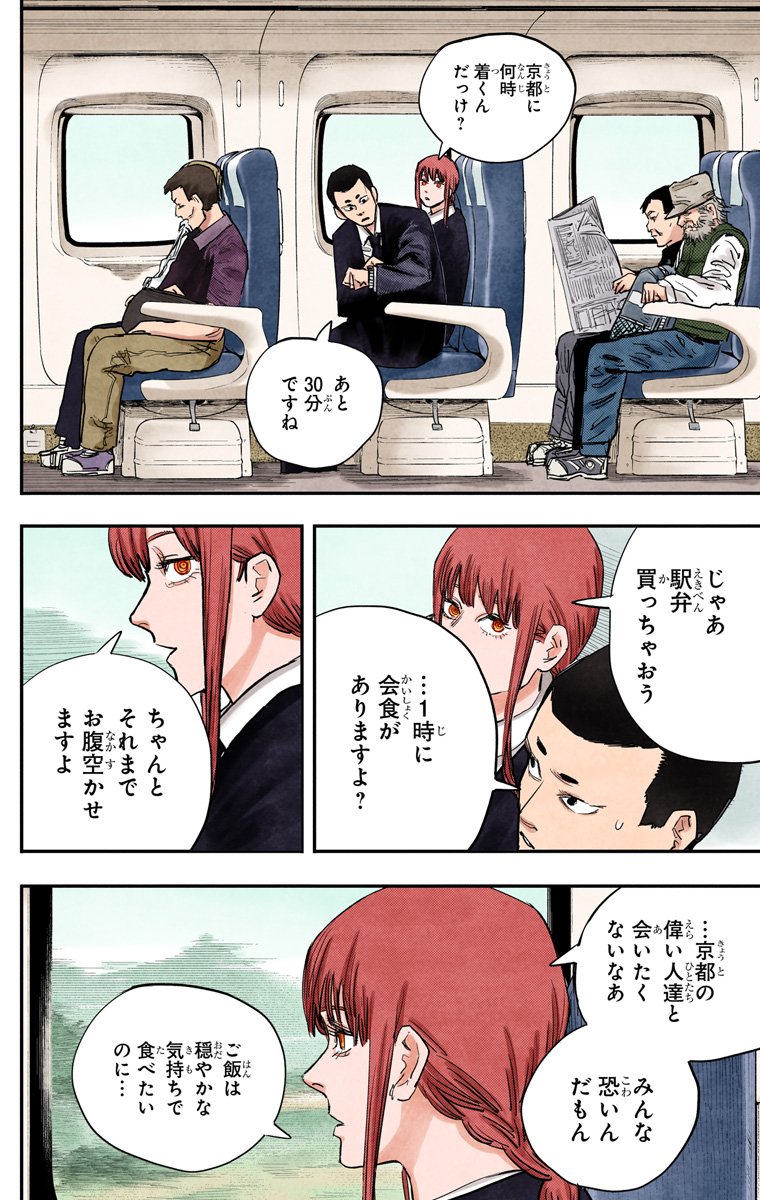 京都に
何時
着くん
だっけ？
あと
30分
ですね
じゃあ
駅弁
買っちゃおう
…1時に
会食が
ありますよ？
ちゃんと
それまで
お腹空かせ
ますよ
…京都の
偉い人達と
会いたく
ないなあ
みんな
恐いん
だもん
ご飯は
穏やかな
気持ちで
食べたい
のに…